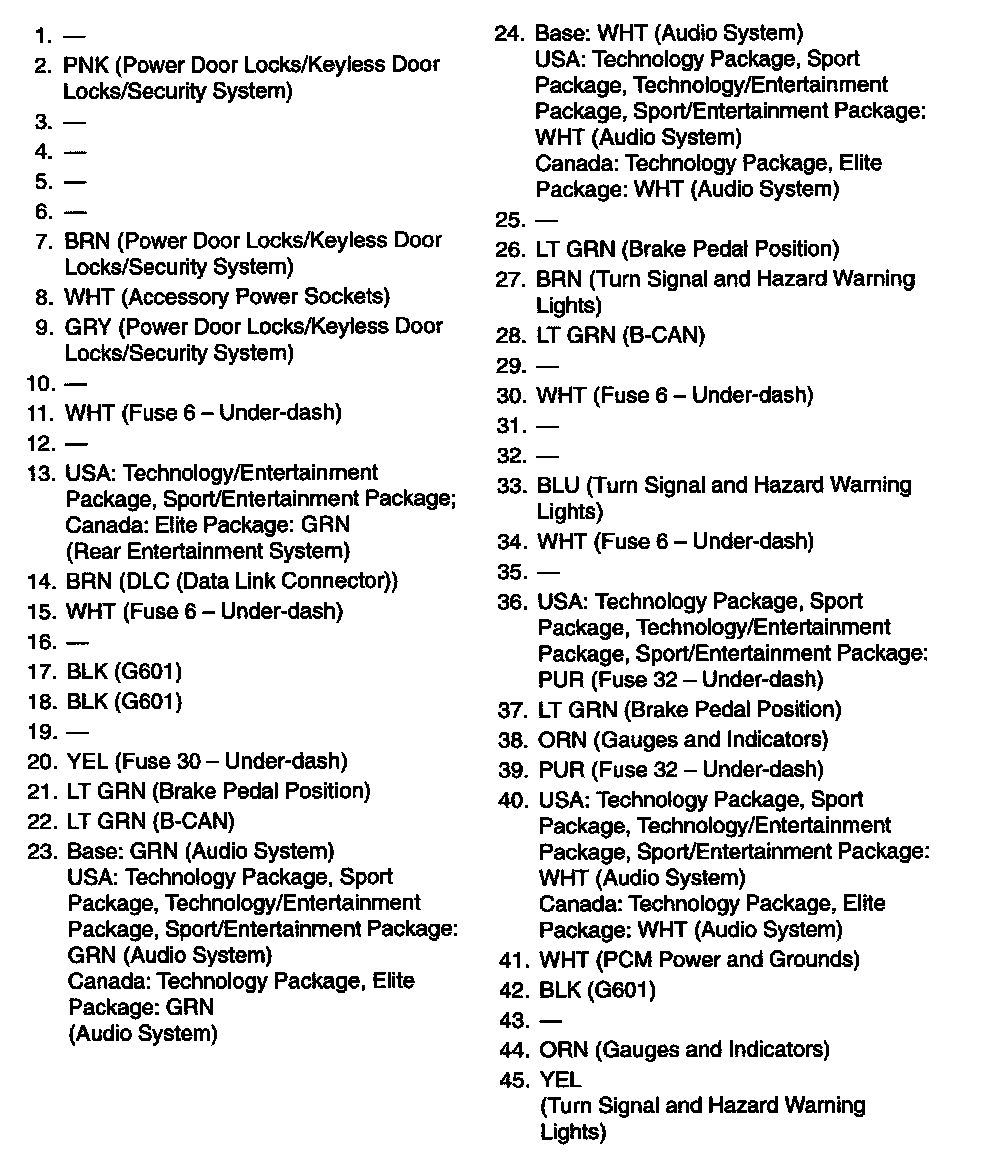 1. —
2. PNK (Power Door Locks/Keyless Door
Locks/Security System)
3. —
4. —
5. —
6. —
7. BRN (Power Door Locks/Keyless Door
Locks/Security System)
8. WHT (Accessory Power Sockets)
9. GRY (Power Door Locks/Keyless Door
Locks/Security System)
10. —
11. WHT (Fuse 6 – Under-dash)
12. —
13. USA: Technology/Entertainment
Package, Sport/Entertainment Package;
Canada: Elite Package: GRN
(Rear Entertainment System)
14. BRN (DLC (Data Link Connector))
15. WHT (Fuse 6 – Under-dash)
16. —
17. BLK (G601)
18. BLK (G601)
19. —
20. YEL (Fuse 30 – Under-dash)
21. LT GRN (Brake Pedal Position)
22. LT GRN (B-CAN)
23. Base: GRN (Audio System)
USA: Technology Package, Sport
Package, Technology/Entertainment
Package, Sport/Entertainment Package:
GRN (Audio System)
Canada: Technology Package, Elite
Package: GRN
(Audio System)
24. Base: WHT (Audio System)
USA: Technology Package, Sport
Package, Technology/Entertainment
Package, Sport/Entertainment Package:
WHT (Audio System)
Canada: Technology Package, Elite
Package: WHT (Audio System)
25. —
26. LT GRN (Brake Pedal Position)
27. BRN (Turn Signal and Hazard Warning
Lights)
28. LT GRN (B-CAN)
29. —
30. WHT (Fuse 6 – Under-dash)
31. —
32. —
33. BLU (Turn Signal and Hazard Warning
Lights)
34. WHT (Fuse 6 – Under-dash)
35. —
36. USA: Technology Package, Sport
Package, Technology/Entertainment
Package, Sport/Entertainment Package:
PUR (Fuse 32 – Under-dash)
37. LT GRN (Brake Pedal Position)
38. ORN (Gauges and Indicators)
39. PUR (Fuse 32 – Under-dash)
40. USA: Technology Package, Sport
Package, Technology/Entertainment
Package, Sport/Entertainment Package:
WHT (Audio System)
Canada: Technology Package, Elite
Package: WHT (Audio System)
41. WHT (PCM Power and Grounds)
42. BLK (G601)
43. —
44. ORN (Gauges and Indicators)
45. YEL
(Turn Signal and Hazard Warning
Lights)